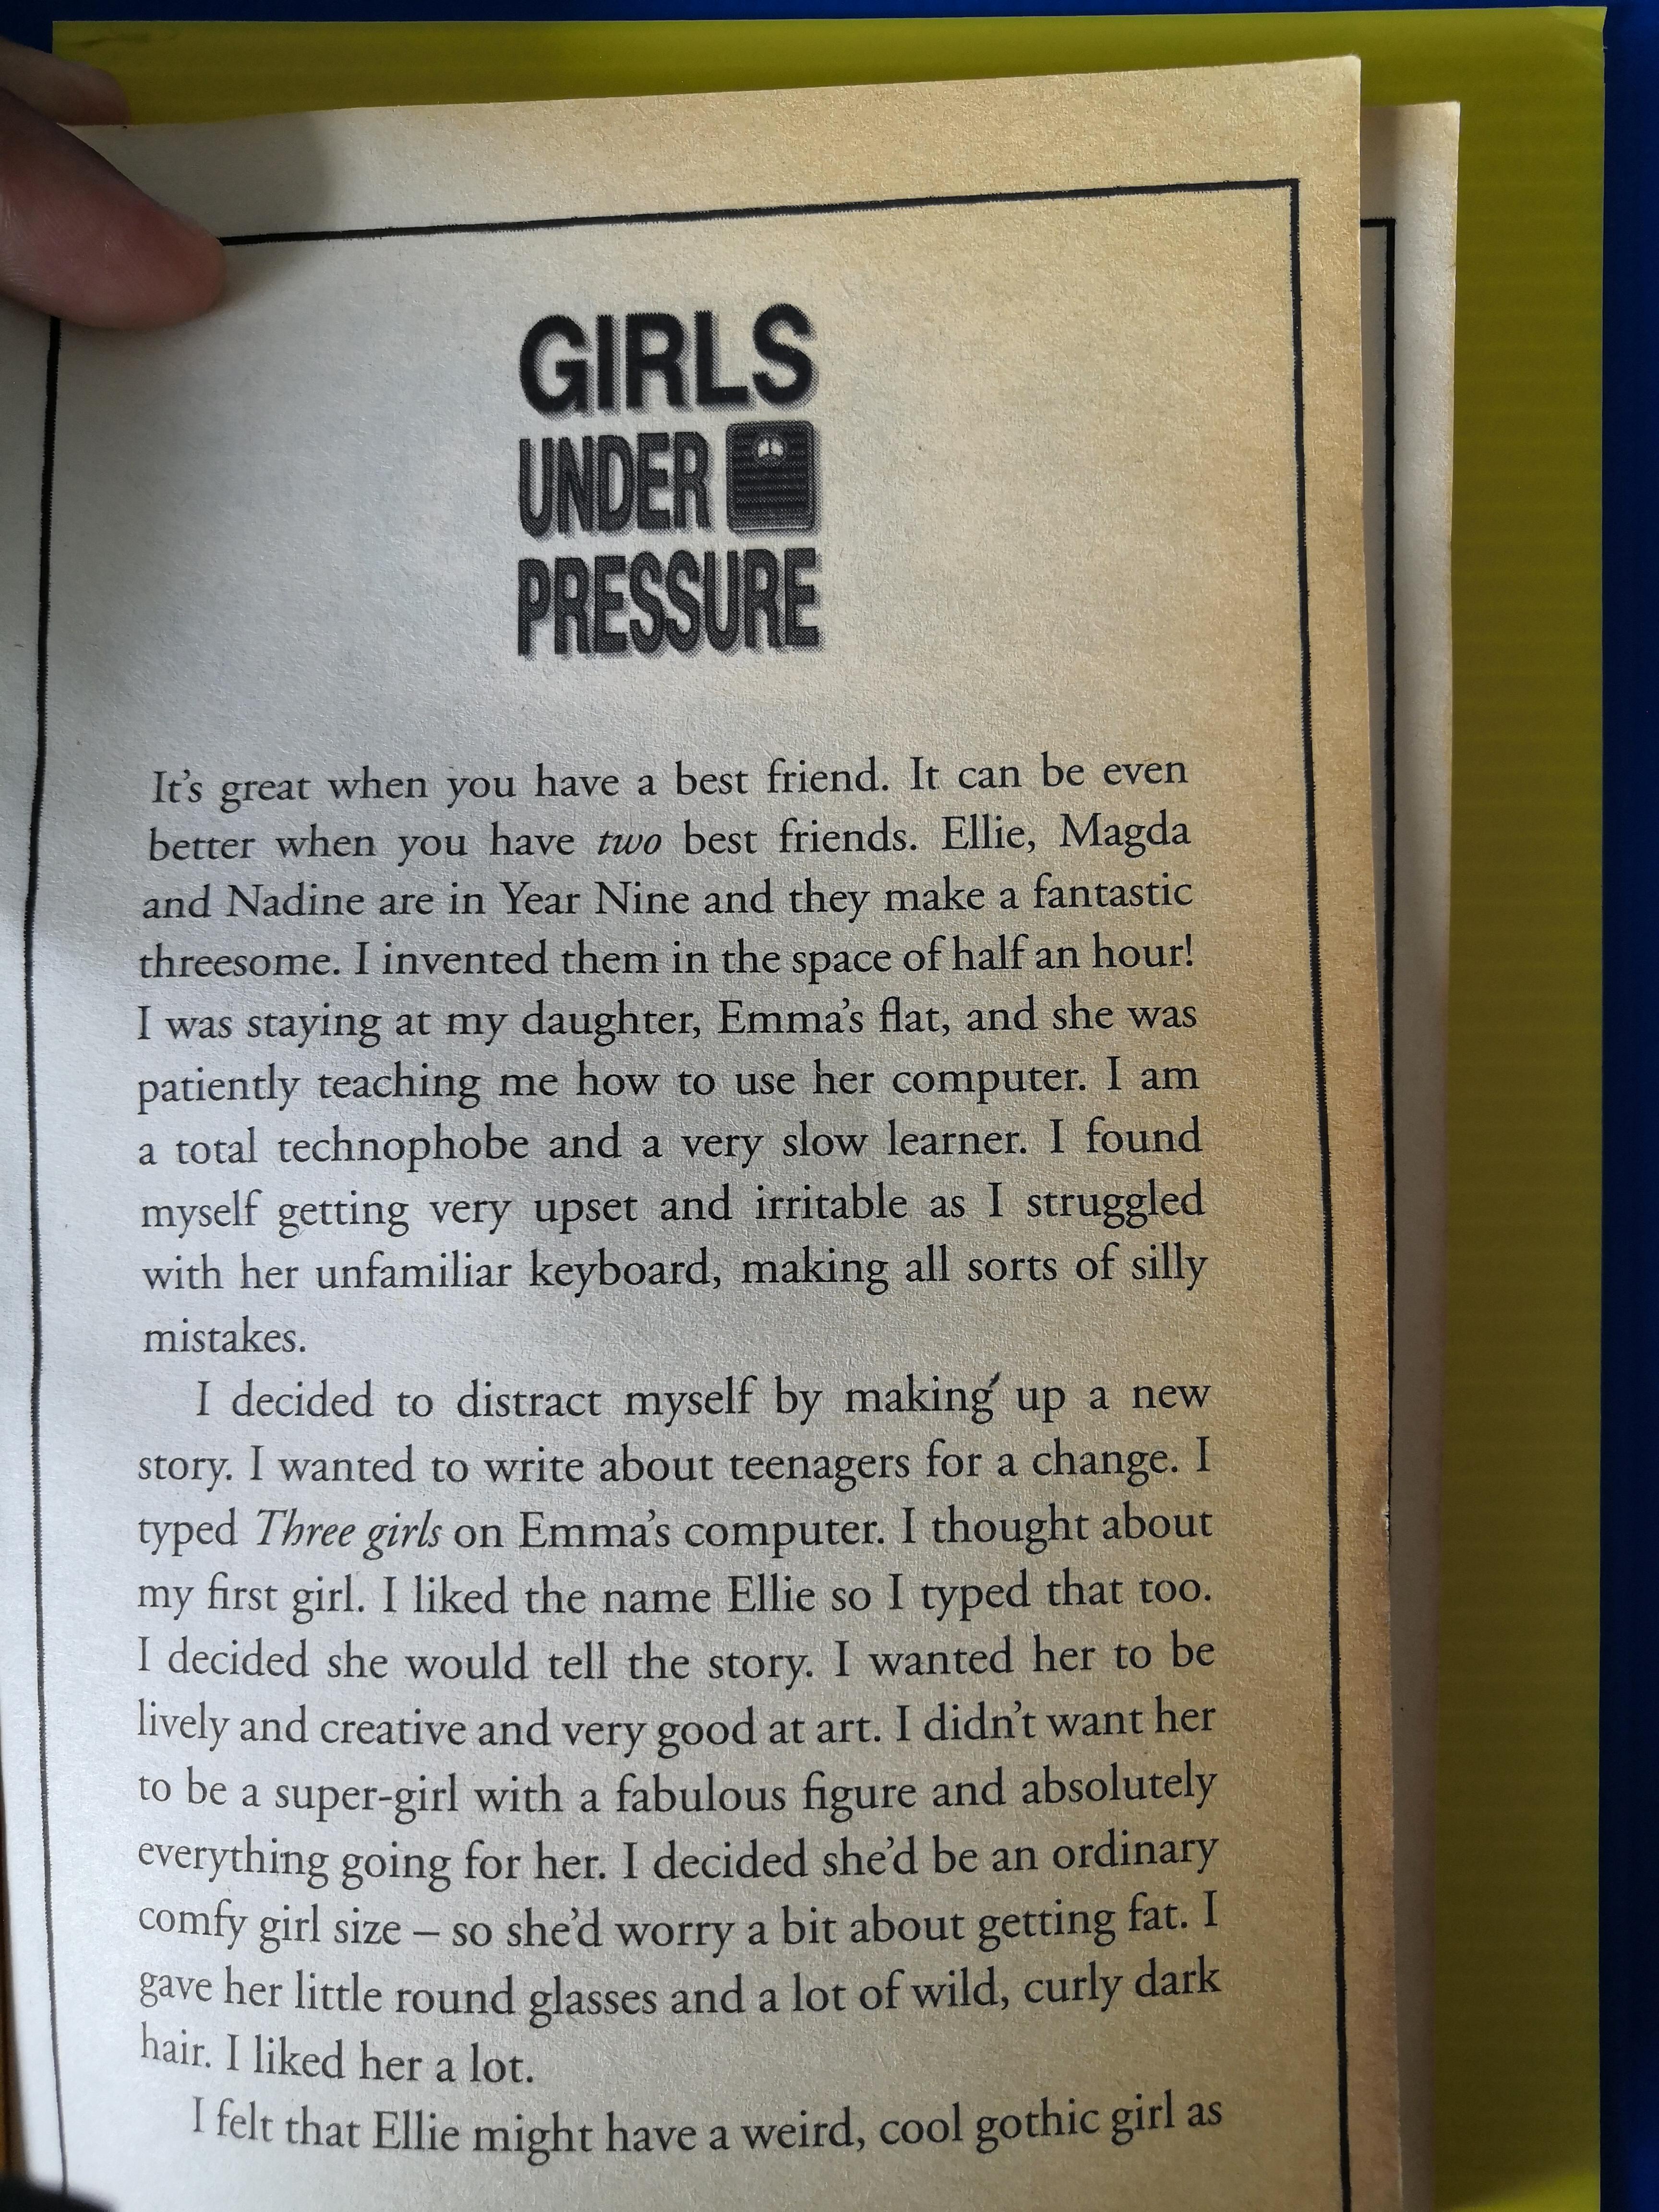 GIRLS
UNDER
PRESSURE
It's great when you have a best friend. It can be even
better when you have two best friends. Ellie, Magda
and Nadine are in Year Nine and they make a fantastic
threesome. I invented them in the space of half an hour!
I was staying at my daughter, Emma's flat, and she was
patiently teaching me how to use her computer. I am
a total technophobe and a very slow learner. I found
myself getting very upset and irritable as I struggled
with her unfamiliar keyboard, making all sorts of silly
mistakes.
I decided to distract myself by making up a new
story. I wanted to write about teenagers for a change. I
typed Three girls on Emma's computer. I thought about
my first girl. I liked the name Ellie so I typed that too.
I decided she would tell the story. I wanted her to be
lively and creative and very good at art. I didn't want her
to be a super-girl with a fabulous figure and absolutely
everything going for her. I decided she'd be an ordinary
comfy girl size – so she'd worry a bit about getting fat. I
gave her little round glasses and a lot of wild, curly dark
hair. I liked her a lot.
I felt that Ellie might have a weird, cool gothic girl as